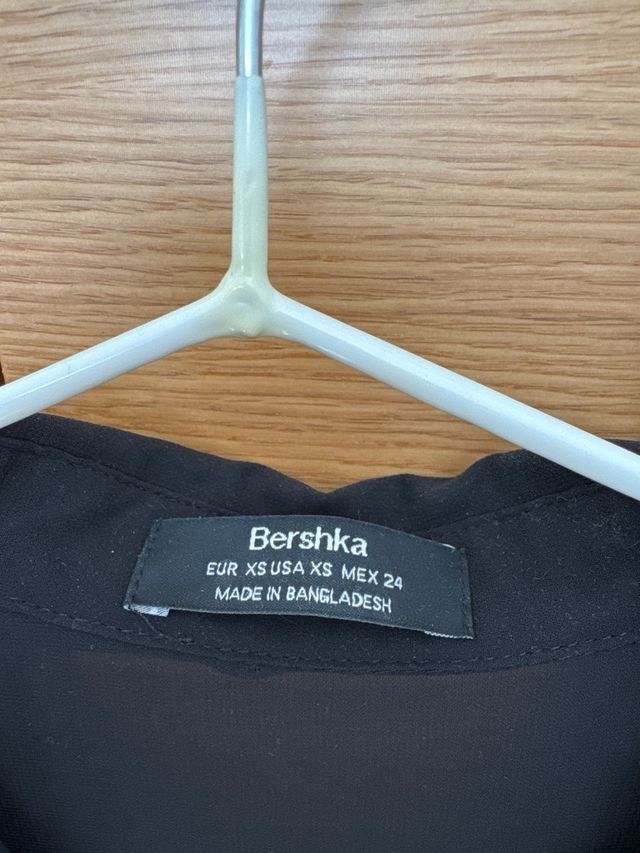 Bershka
EUR XS USA XS MEX 24
MADE IN BANGLADESH